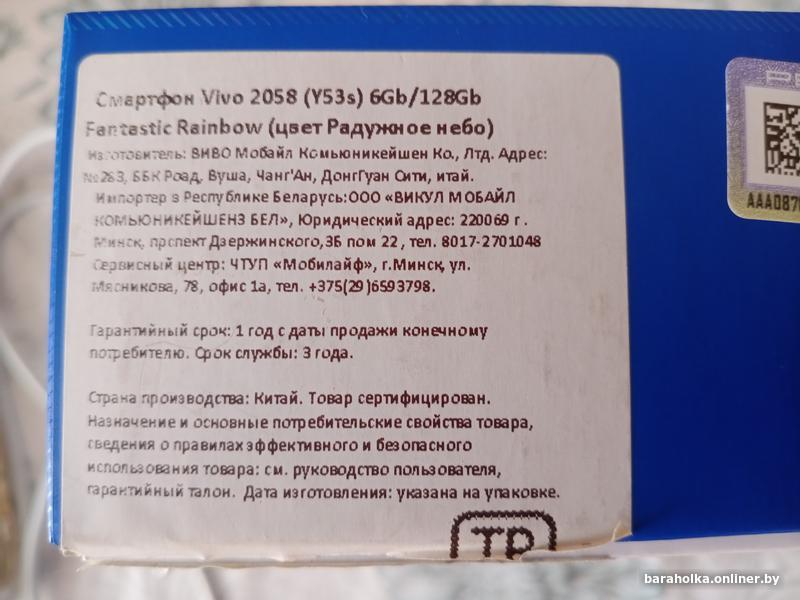 Смартфон Vivo 2058 (Y53s) 6Gb/128Gb
Fantastic Rainbow (цвет Радужное небо)
Изготовитель: ВИВО Мобайл Комьюникейшен Ко., Лтд. Адрес:
№283, ББК Роад, Вуша, Чанг'Ан, ДонгГуан Сити, итай.
Импортер в Республике Беларусь:ООО «ВИКУЛ МОБАЙЛ
КОМЬЮНИКЕЙШЕНЗ БЕЛ», Юридический адрес: 220069 г.
Минск, прспект Дзержинского,3Б пом 22, тел. 8017-2701048
Сервисный центр: ЧТУП «Мобилайф», г.Минск, ул.
Мясникова, 78, офис 1а, тел. +375(29)6593798.
Гарантийный срок: 1 год с даты продажи конечному
потребителю. Срок службы: 3 года.
Страна производства: Китай. Товар сертифицирован.
Назначение и основные потребительские свойства товара,
сведения о правилах эффективного и безопасного
использования товара: см. руководство пользователя,
гарантийный талон. Дата изготовления: указана на упаковке.
ТР
baraholka.onliner.by